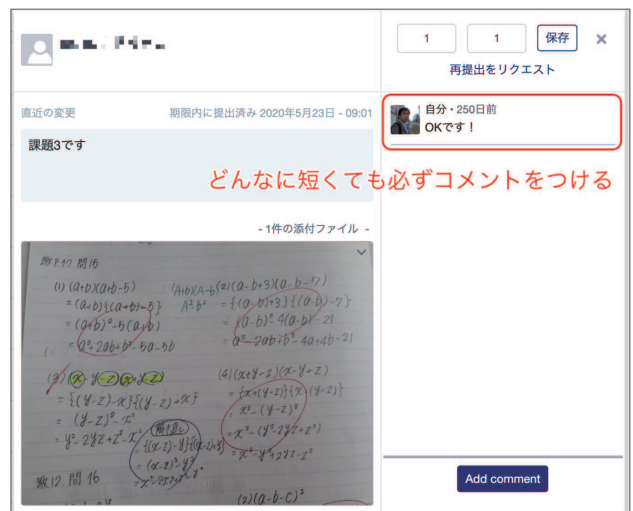 1
1
保存
×
再提出をリクエスト
直近の変更
期限内に提出済み 2020年5月23日 - 09:01
自分・250日前
OKです!
課題3です
どんなに短くても必ずコメントをつける
- 1件の添付ファイル -
問16
(1) (a+b)(a+b-5)
= (a+b){(a+b)-5}
= (a+b)²-5(a+b)
= a²+2ab+b²-5a-5b
(2)(a-b+3)(a-b-7)
= {(a-b)+3}{(a-b)-7}
= (a-b)²-4(a-b)-21
= a²-2ab+b²-4a+4b-21
(3) (x-y-z)(x+y-z)
= {(y-z)-x}{(y-z)+x}
= (y-z)²-x²
= y²-2yz+z²-x²
(4)(x+y-z)(x-y+z)
= {x+(y-z)}{x-(y-z)}
= x²-(y-z)²
= x²-(y²-2yz+z²)
= x²-y²+2yz-z²
問16
(2)(a-b-c)²
Add comment